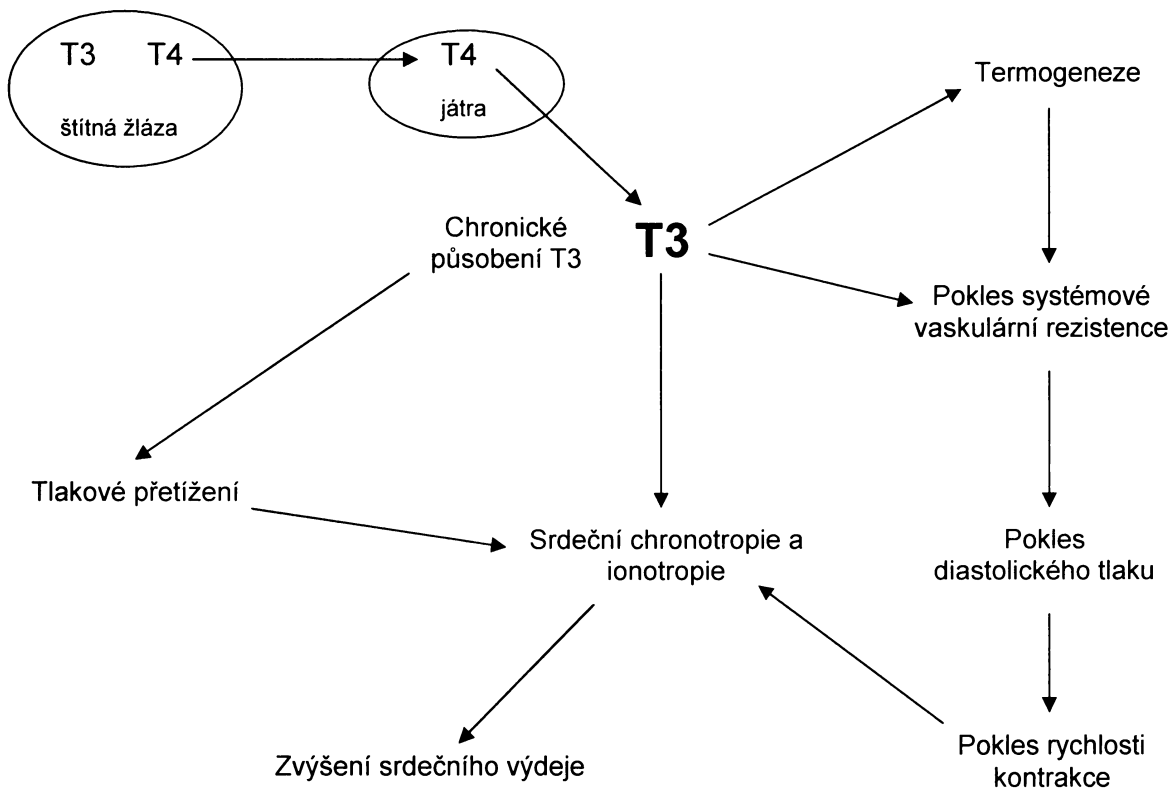 T3 T4
štítná žláza
T4
játra
Termogeneze
Chronické
působení T3
T3
Pokles systémové
vaskulární rezistence
Tlakové přetížení
Srdeční chronotropie a
ionotropie
Pokles
diastolického tlaku
Zvýšení srdečního výdeje
Pokles rychlosti
kontrakce